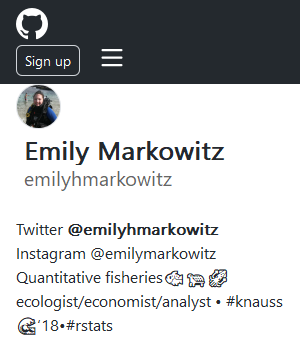 Sign up
Emily Markowitz
emilyhmarkowitz
Twitter @emilyhmarkowitz
Instagram @emilymarkowitz
Quantitative fisheries🐟🐅🐉
ecologist/economist/analyst • #knauss
🌊‘18•#rstats